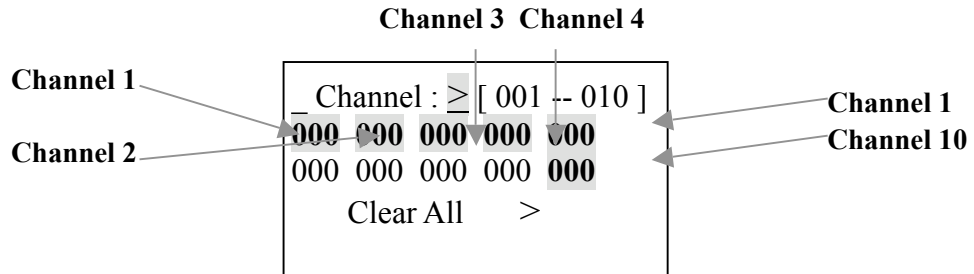 Channel 3 Channel 4
Channel 1
_ Channel : > [ 001 -- 010 ]
Channel 1
000 000 000 000 000
Channel 10
Channel 2
000 000 000 000 000
Clear All >